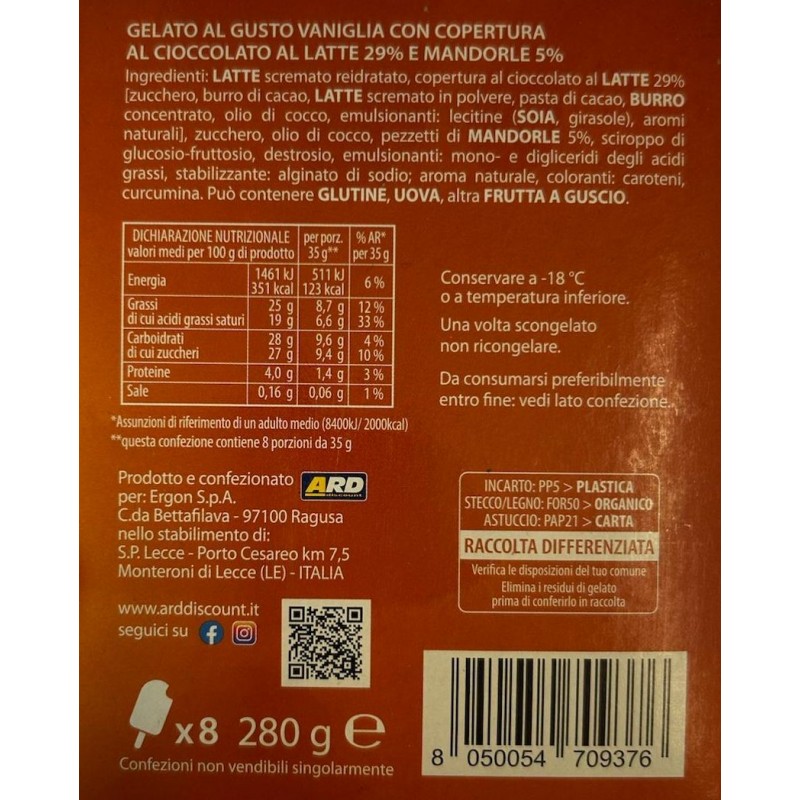 GELATO AL GUSTO VANIGLIA CON COPERTURA
AL CIOCCOLATO AL LATTE 29% E MANDORLE 5%
Ingredienti: LATTE scremato reidratato, copertura al cioccolato al LATTE 29%
[zucchero, burro di cacao, LATTE scremato in polvere, pasta di cacao, BURRO
concentrato, olio di cocco, emulsionanti: lecitine (SOIA, girasole), aromi
naturali], zucchero, olio di cocco, pezzetti di MANDORLE 5%, sciroppo di
glucosio-fruttosio, destrosio, emulsionanti: mono- e digliceridi degli acidi
grassi, stabilizzante: alginato di sodio; aroma naturale, coloranti: caroteni,
curcumina. Può contenere GLUTINE, UOVA, altra FRUTTA A GUSCIO.
DICHIARAZIONE NUTRIZIONALE per porz. % AR*
valori medi per 100 g di prodotto 35 g** per 35 g
Energia 1461 kJ 511 kJ 6 %
351 kcal 123 kcal
Grassi 25 g 8,7 g 12 %
di cui acidi grassi saturi 19 g 6,6 g 33 %
Carboidrati 28 g 9,6 g 4 %
di cui zuccheri 27 g 9,4 g 10 %
Proteine 4,0 g 1,4 g 3 %
Sale 0,16 g 0,06 g 1 %
*Assunzioni di riferimento di un adulto medio (8400kJ/ 2000kcal)
**questa confezione contiene 8 porzioni da 35 g
Conservare a -18 °C
o a temperatura inferiore.
Una volta scongelato
non ricongelare.
Da consumarsi preferibilmente
entro fine: vedi lato confezione.
Prodotto e confezionato ARD
per: Ergon S.p.A.
C.da Bettafilava - 97100 Ragusa
nello stabilimento di:
S.P. Lecce - Porto Cesareo km 7,5
Monteroni di Lecce (LE) - ITALIA
www.arddiscount.it
seguici su
INCARTO: PP5 > PLASTICA
STECCO/LEGNO: FOR50 > ORGANICO
ASTUCCIO: PAP21 > CARTA
RACCOLTA DIFFERENZIATA
Verifica le disposizioni del tuo comune
Elimina i residui di gelato
prima di conferirlo in raccolta
x8 280 g e
Confezioni non vendibili singolarmente
8 050054 709376